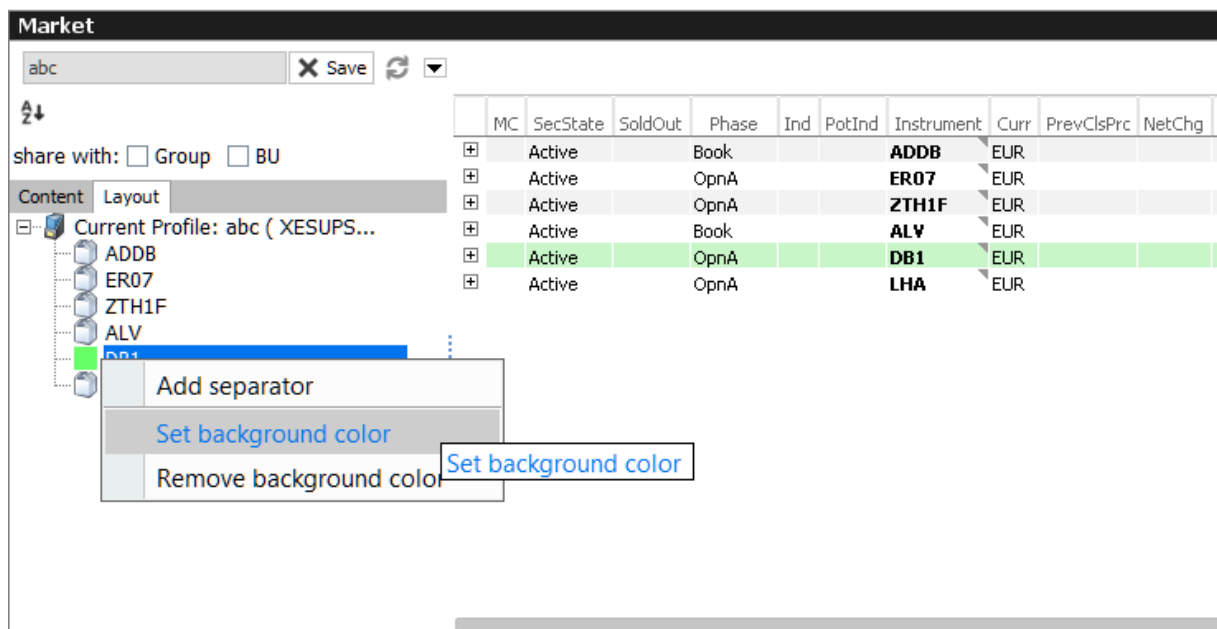 Market
abc
Save
share with: Group BU
Content Layout
Current Profile: abc ( XESUPS...
ADDB
ER07
ZTH1F
ALV
DB1
Add separator
Set background color
Remove background color
Set background color
MC SecState SoldOut Phase Ind PotInd Instrument Curr PrevClsPrc NetChg
Active Book ADDB EUR
Active OpnA ER07 EUR
Active OpnA ZTH1F EUR
Active Book ALV EUR
Active OpnA DB1 EUR
Active OpnA LHA EUR